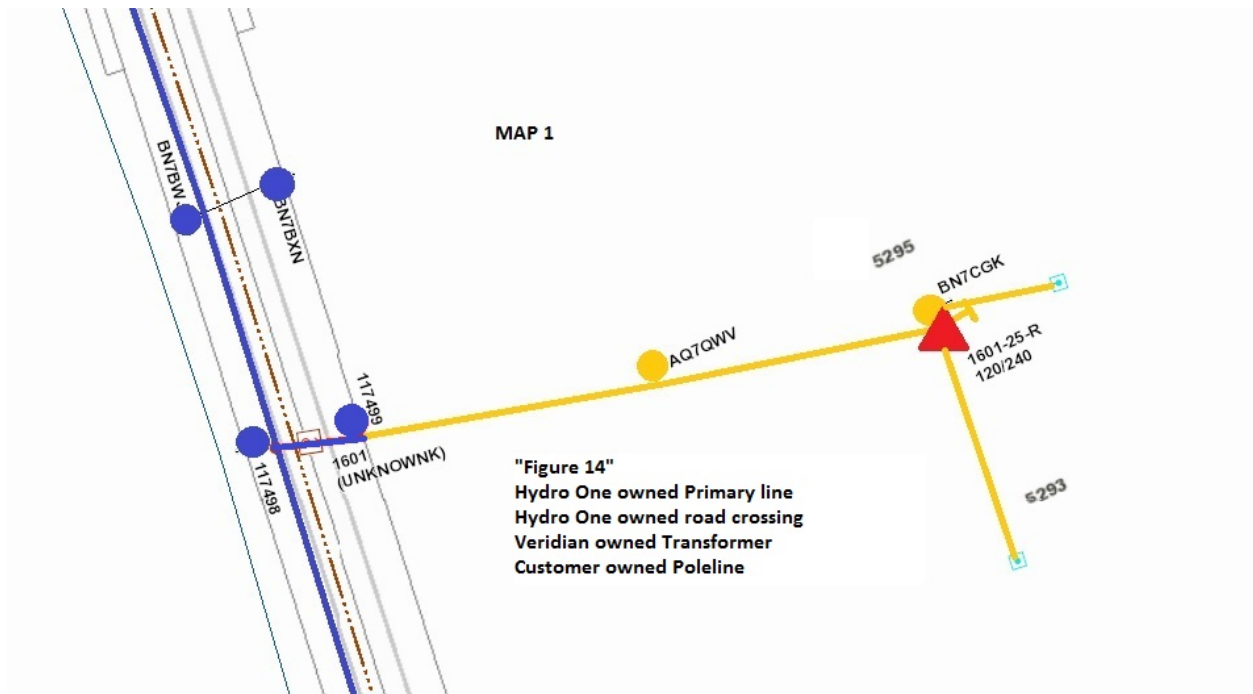 MAP 1
BN7BW
BN7BXN
5295
BN7CGK
AQ7QWV
1601-25-R
120/240
117499
1601
(UNKNOWNK)
117498
"Figure 14"
Hydro One owned Primary line
Hydro One owned road crossing
Veridian owned Transformer
Customer owned Poleline
5293